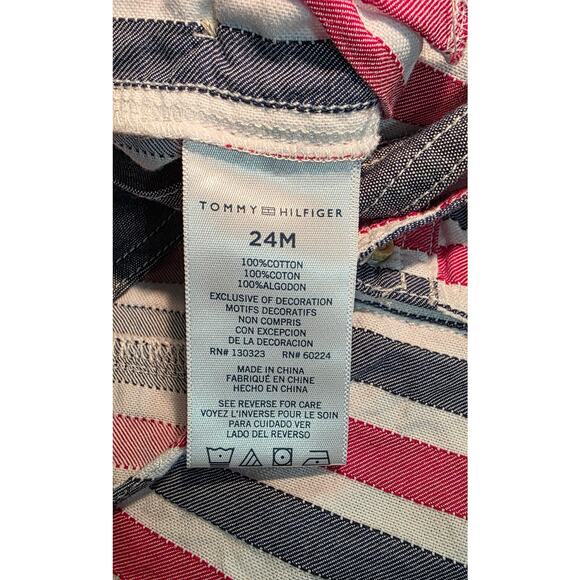 TOMMY HILFIGER
24M
100%COTTON
100%COTON
100%ALGODON
EXCLUSIVE OF DECORATION
MOTIFS DECORATIFS
NON COMPRIS
CON EXCEPCION
DE LA DECORACION
RN# 130323 RN# 60224
MADE IN CHINA
FABRIQUÉ EN CHINE
HECHO EN CHINA
SEE REVERSE FOR CARE
VOYEZ L'INVERSE POUR LE SOIN
PARA CUIDADO VER
LADO DEL REVERSO